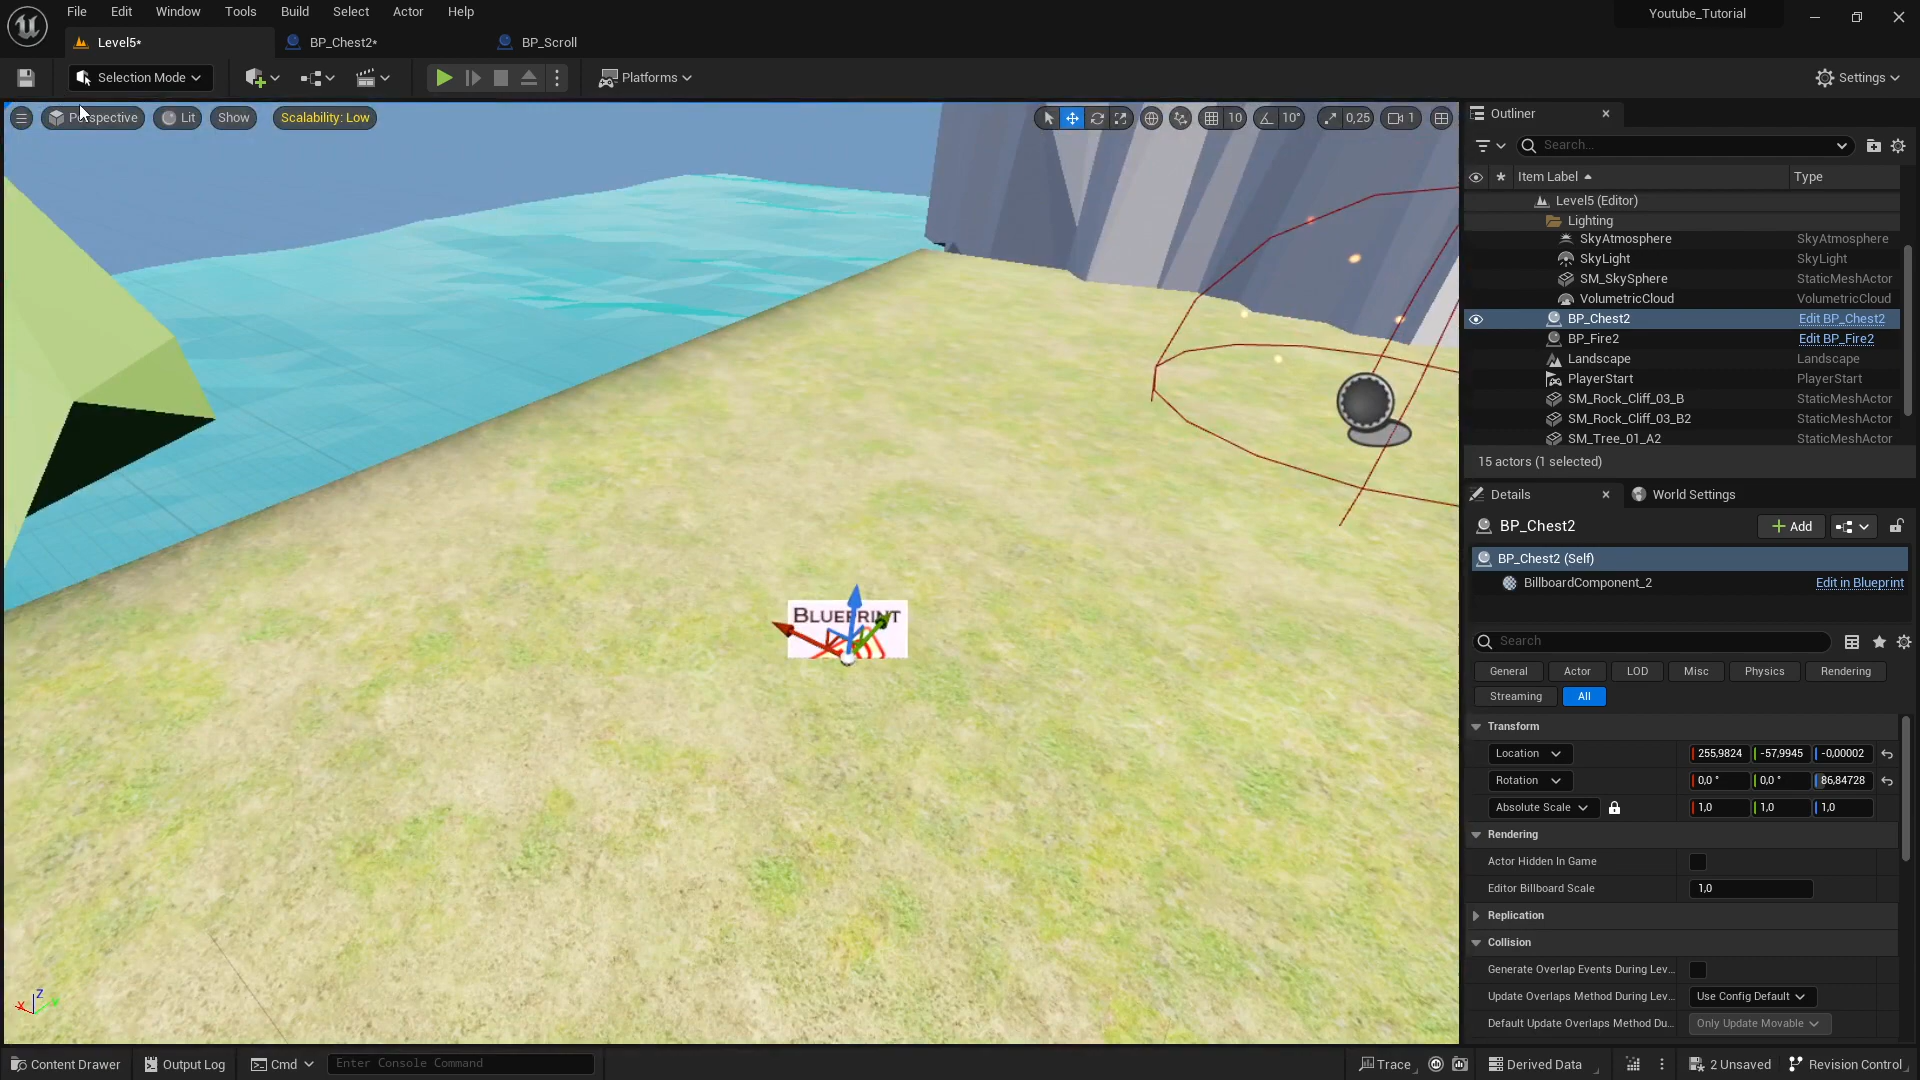 File Edit Window Tools Build Select Actor Help
Youtube_Tutorial
Level5* BP_Chest2* BP_Scroll
Selection Mode Platforms Settings
Perspective Lit Show Scalability: Low 10 10° 0,25 1
BLUEPRINT
X Z Y
Outliner
Search...
Item Label Type
Level5 (Editor)
Lighting
SkyAtmosphere SkyAtmosphere
SkyLight SkyLight
SM_SkySphere StaticMeshActor
VolumetricCloud VolumetricCloud
BP_Chest2 Edit BP_Chest2
BP_Fire2 Edit BP_Fire2
Landscape Landscape
PlayerStart PlayerStart
SM_Rock_Cliff_03_B StaticMeshActor
SM_Rock_Cliff_03_B2 StaticMeshActor
SM_Tree_01_A2 StaticMeshActor
15 actors (1 selected)
Details World Settings
BP_Chest2 Add
BP_Chest2 (Self)
BillboardComponent_2 Edit in Blueprint
Search
General Actor LOD Misc Physics Rendering
Streaming All
Transform
Location 255,9824 -57,9945 -0,00002
Rotation 0,0 ° 0,0 ° 86,84728
Absolute Scale 1,0 1,0 1,0
Rendering
Actor Hidden In Game
Editor Billboard Scale 1,0
Replication
Collision
Generate Overlap Events During Lev...
Update Overlaps Method During Lev... Use Config Default
Default Update Overlaps Method Du... Only Update Movable
Content Drawer Output Log Cmd Enter Console Command Trace Derived Data 2 Unsaved Revision Control